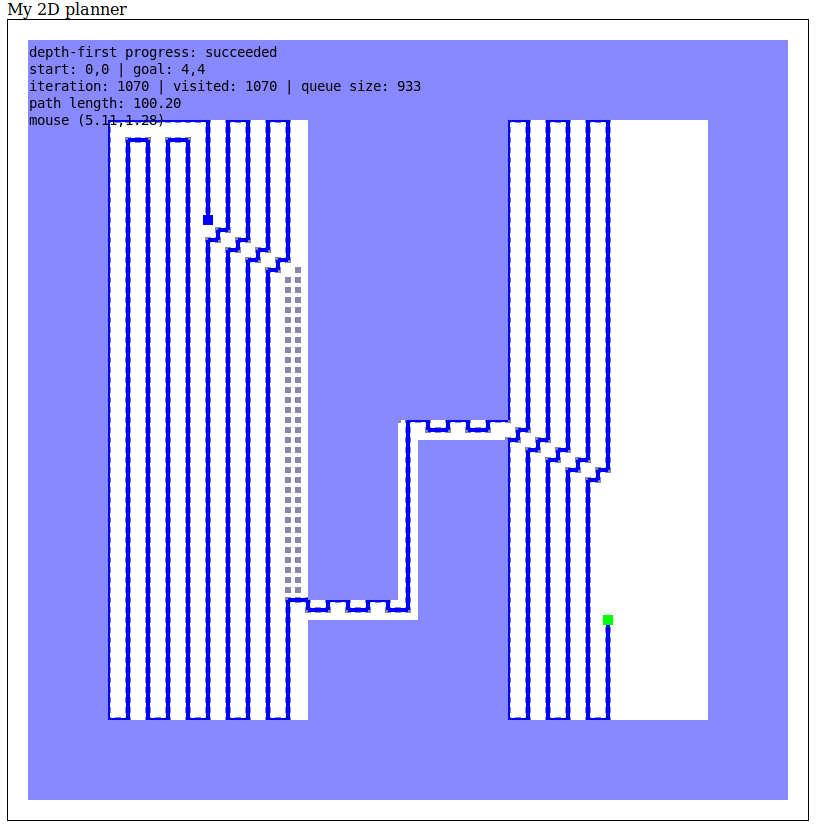 My 2D planner
depth-first progress: succeeded
start: 0,0 | goal: 4,4
iteration: 1070 | visited: 1070 | queue size: 933
path length: 100.20
mouse (5.11,1.28)